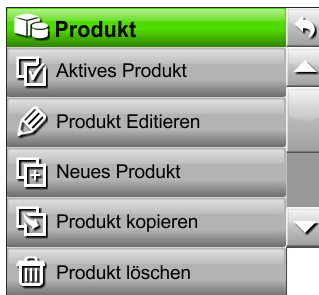 Produkt
Aktives Produkt
Produkt Editieren
Neues Produkt
Produkt kopieren
Produkt löschen